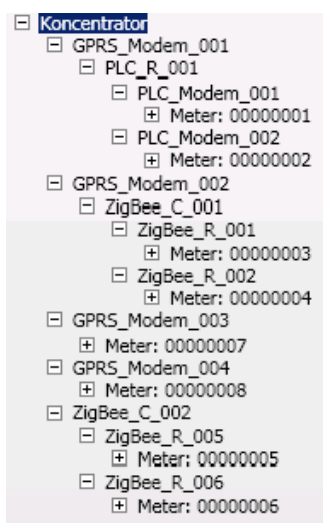 Koncentrator
GPRS_Modem_001
PLC_R_001
PLC_Modem_001
Meter: 00000001
PLC_Modem_002
Meter: 00000002
GPRS_Modem_002
ZigBee_C_001
ZigBee_R_001
Meter: 00000003
ZigBee_R_002
Meter: 00000004
GPRS_Modem_003
Meter: 00000007
GPRS_Modem_004
Meter: 00000008
ZigBee_C_002
ZigBee_R_005
Meter: 00000005
ZigBee_R_006
Meter: 00000006